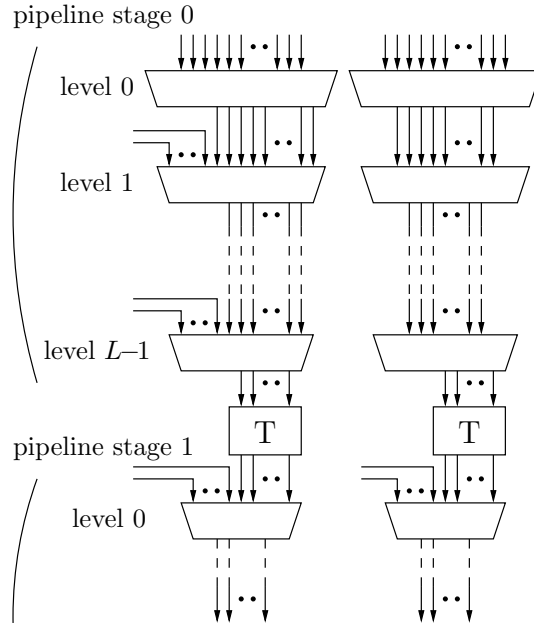 pipeline stage 0
level 0
level 1
level L–1
T T
pipeline stage 1
level 0